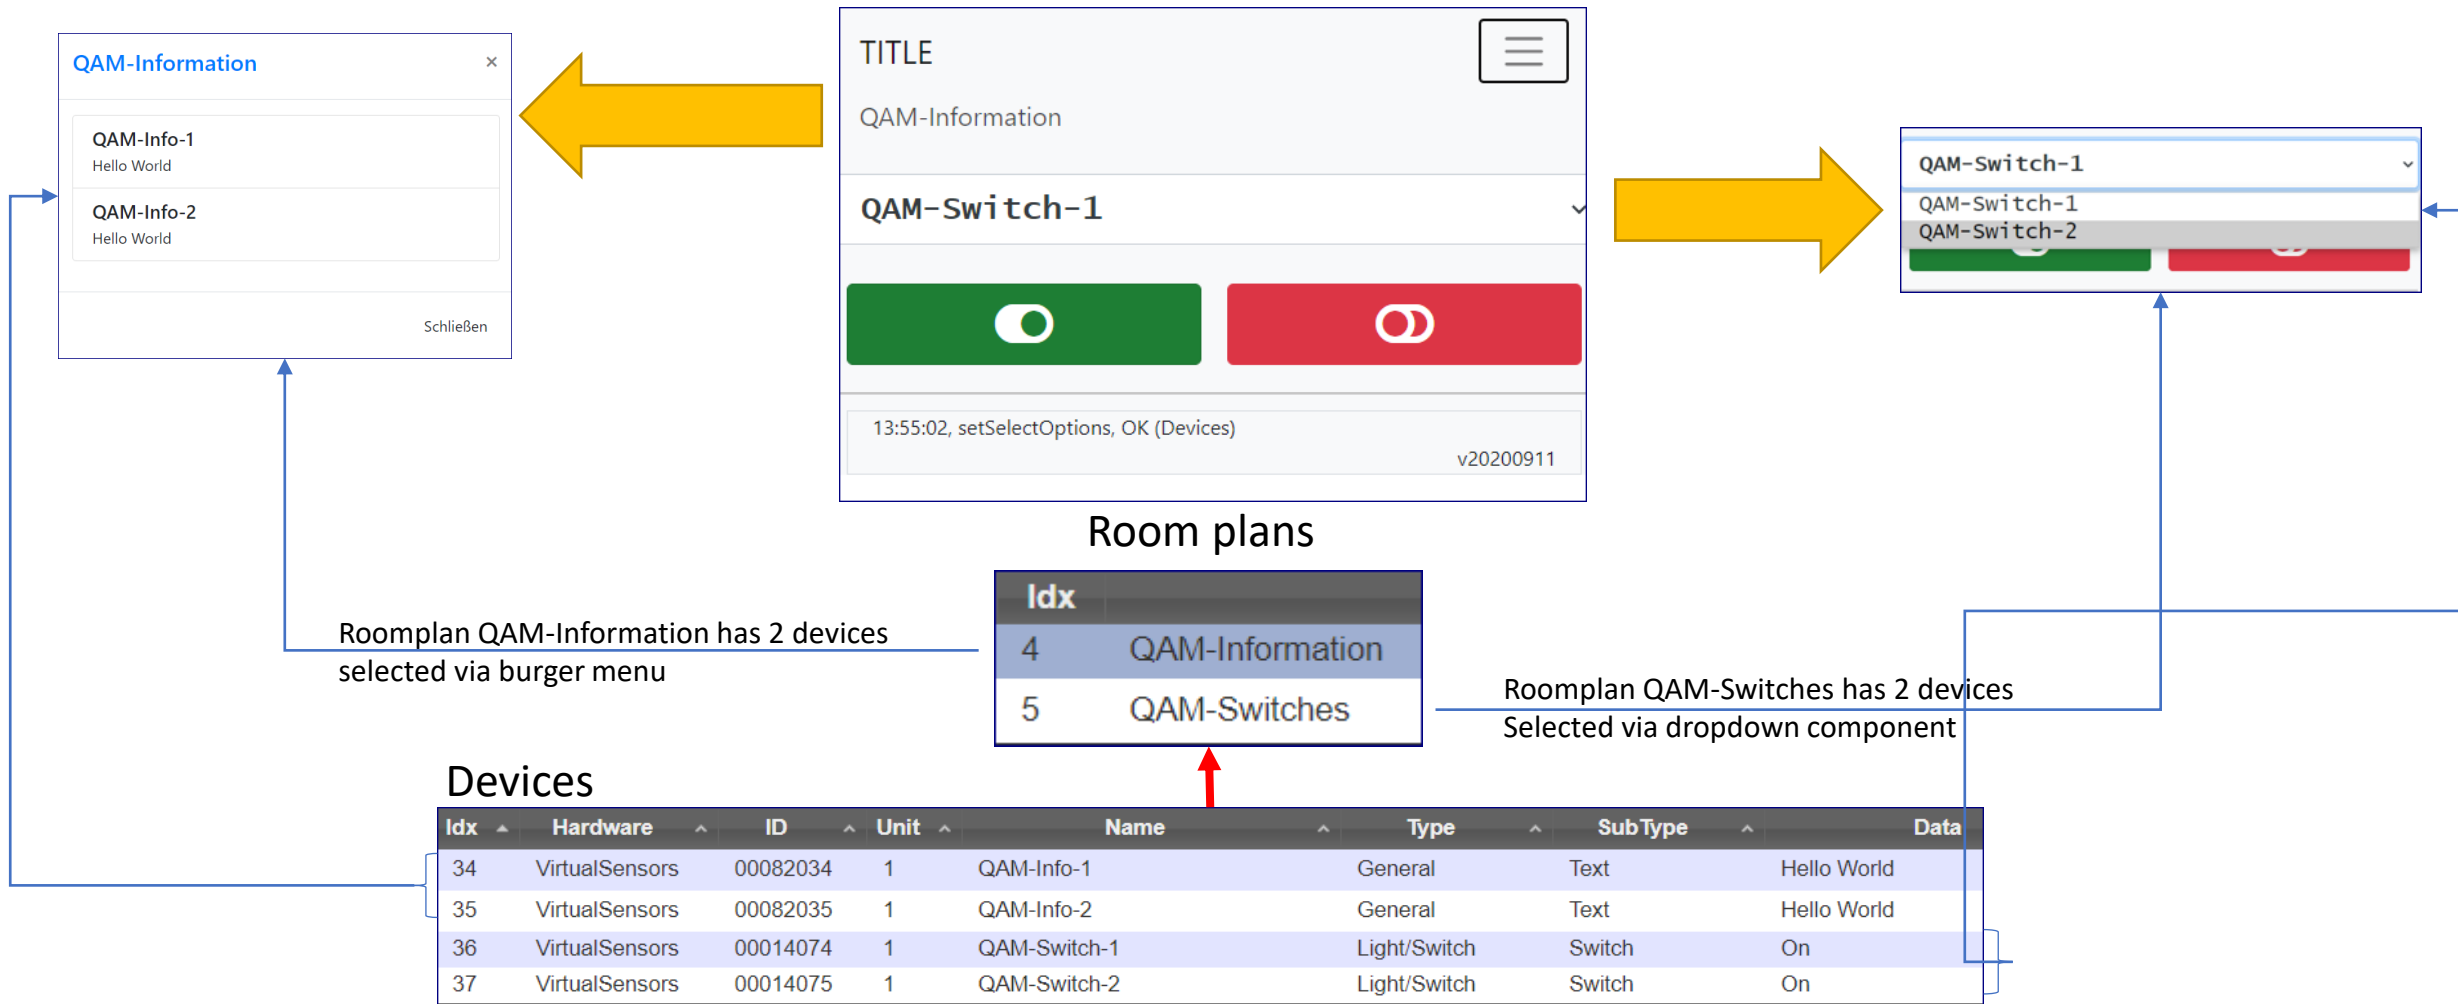 QAM-Information ×
QAM-Info-1
Hello World
QAM-Info-2
Hello World
Schließen
TITLE
QAM-Information
QAM-Switch-1
13:55:02, setSelectOptions, OK (Devices)
v20200911
QAM-Switch-1
QAM-Switch-1
QAM-Switch-2
Room plans
Idx
4 QAM-Information
5 QAM-Switches
Roomplan QAM-Information has 2 devices
selected via burger menu
Roomplan QAM-Switches has 2 devices
Selected via dropdown component
Devices
Idx Hardware ID Unit Name Type SubType Data
34 VirtualSensors 00082034 1 QAM-Info-1 General Text Hello World
35 VirtualSensors 00082035 1 QAM-Info-2 General Text Hello World
36 VirtualSensors 00014074 1 QAM-Switch-1 Light/Switch Switch On
37 VirtualSensors 00014075 1 QAM-Switch-2 Light/Switch Switch On